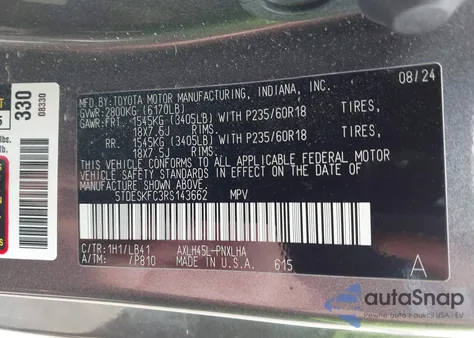 MFD.BY:TOYOTA MOTOR MANUFACTURING, INDIANA, INC. 08/24
GVWR: 2800KG (6170LB)
GAWR:FRT. 1545KG (3405LB) WITH P235/60R18 TIRES,
18X7.5J RIMS.
RR. 1545KG (3405LB) WITH P235/60R18 TIRES,
18X7.5J RIMS.
THIS VEHICLE CONFORMS TO ALL APPLICABLE FEDERAL MOTOR
VEHICLE SAFETY STANDARDS IN EFFECT ON THE DATE OF
MANUFACTURE SHOWN ABOVE.
5TDESKFC3RS143662 MPV
C/TR:1H1/LB41 AXLH45L-PNXLHA
A/TM: /P810 MADE IN U.S.A. 615
A
330
08330
autoSnap